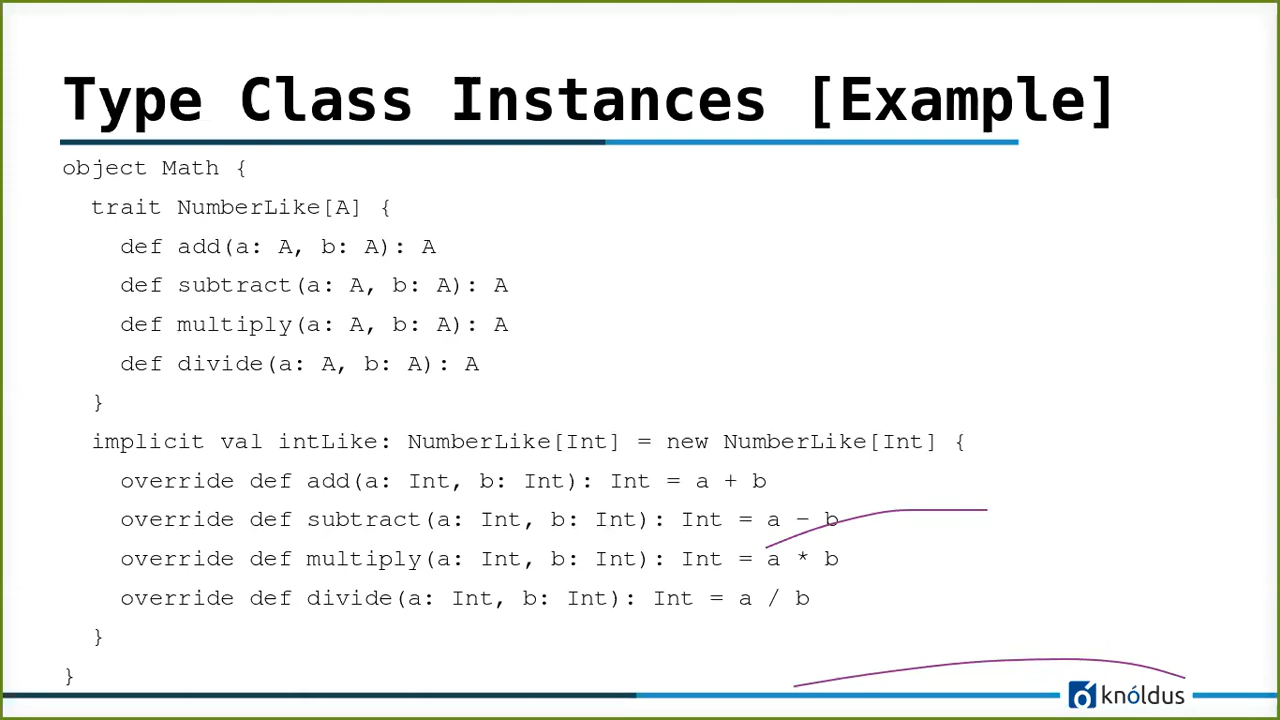 Type Class Instances [Example]
object Math {
  trait NumberLike[A] {
    def add(a: A, b: A): A
    def subtract(a: A, b: A): A
    def multiply(a: A, b: A): A
    def divide(a: A, b: A): A
  }
  implicit val intLike: NumberLike[Int] = new NumberLike[Int] {
    override def add(a: Int, b: Int): Int = a + b
    override def subtract(a: Int, b: Int): Int = a − b
    override def multiply(a: Int, b: Int): Int = a * b
    override def divide(a: Int, b: Int): Int = a / b
  }
}
knóldus